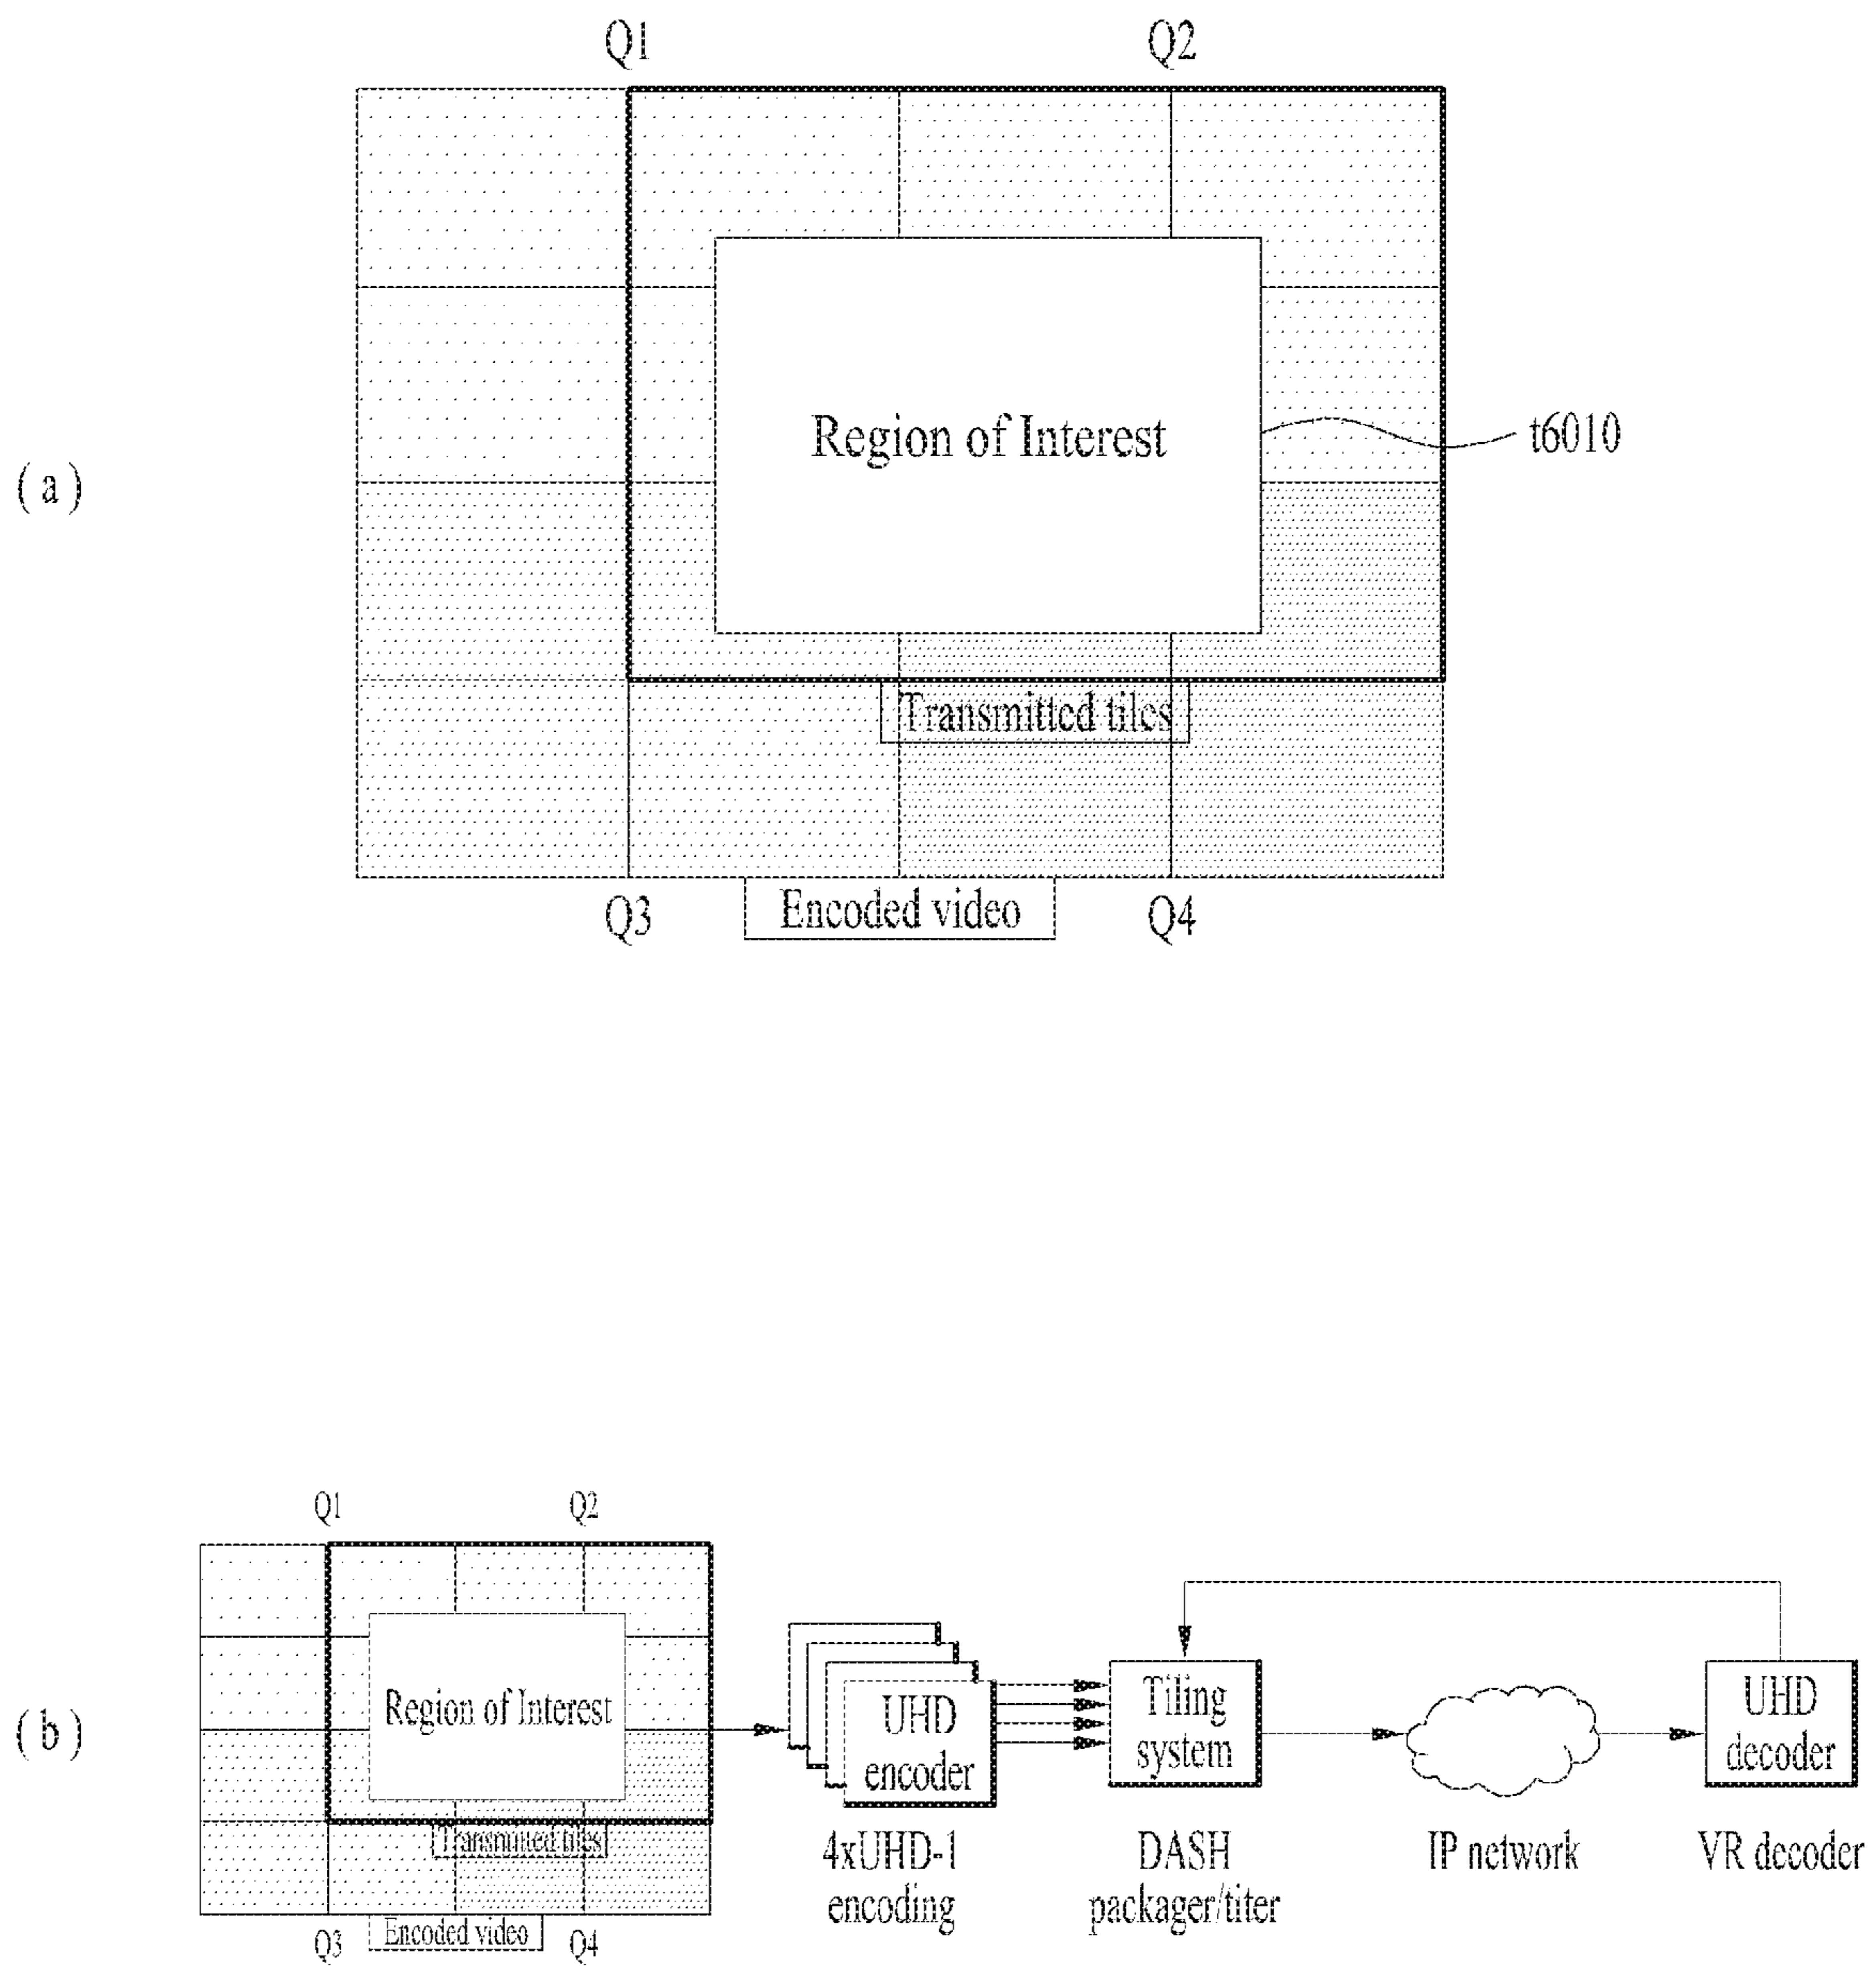 Q1 Q2
Region of Interest
t6010
(a)
Transmitted tiles
Q3 Encoded video Q4
Q1 Q2
Region of Interest
(b)
Transmitted tiles
Q3 Encoded video Q4
UHD
encoder
4xUHD-1
encoding
Tiling
system
DASH
packager/titer
IP network
UHD
decoder
VR decoder